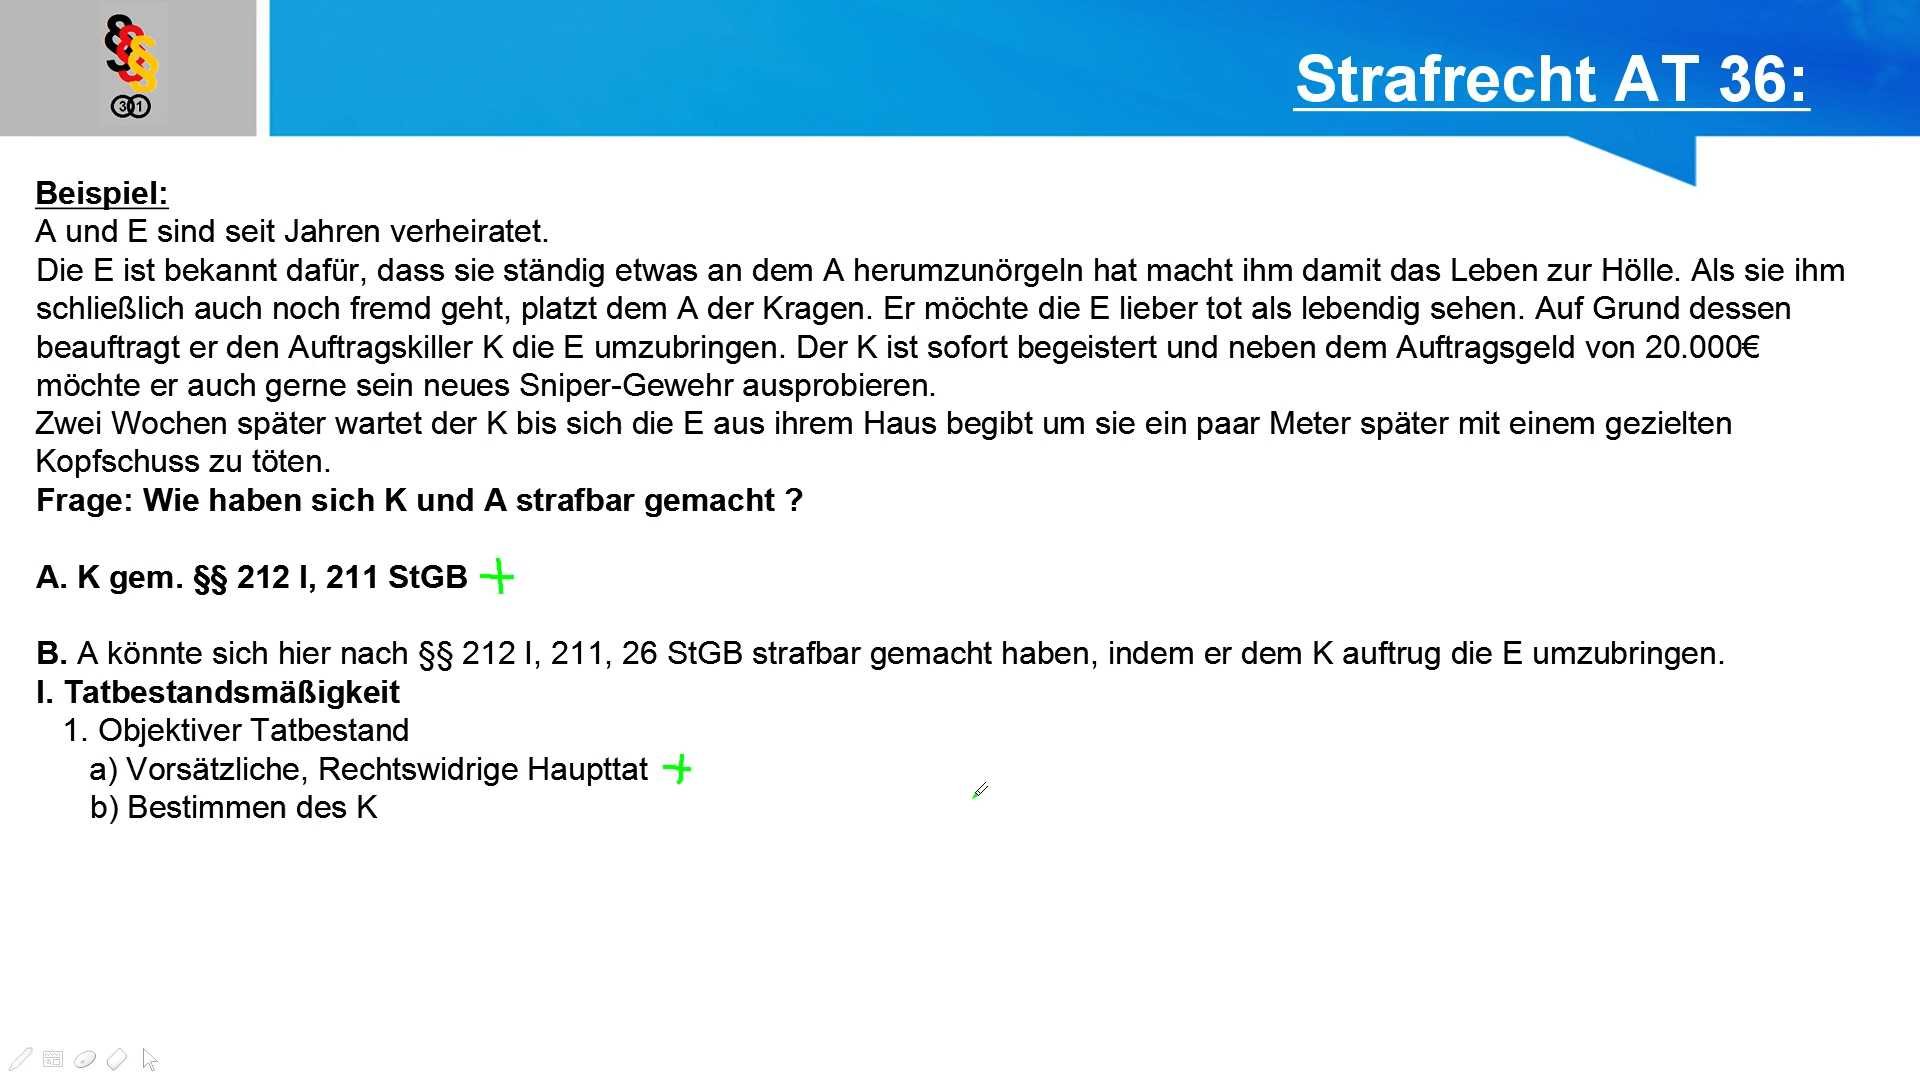 301
Strafrecht AT 36:
Beispiel:
A und E sind seit Jahren verheiratet.
Die E ist bekannt dafür, dass sie ständig etwas an dem A herumzunörgeln hat macht ihm damit das Leben zur Hölle. Als sie ihm
schließlich auch noch fremd geht, platzt dem A der Kragen. Er möchte die E lieber tot als lebendig sehen. Auf Grund dessen
beauftragt er den Auftragskiller K die E umzubringen. Der K ist sofort begeistert und neben dem Auftragsgeld von 20.000€
möchte er auch gerne sein neues Sniper-Gewehr ausprobieren.
Zwei Wochen später wartet der K bis sich die E aus ihrem Haus begibt um sie ein paar Meter später mit einem gezielten
Kopfschuss zu töten.
Frage: Wie haben sich K und A strafbar gemacht ?
A. K gem. §§ 212 I, 211 StGB +
B. A könnte sich hier nach §§ 212 I, 211, 26 StGB strafbar gemacht haben, indem er dem K auftrug die E umzubringen.
I. Tatbestandsmäßigkeit
1. Objektiver Tatbestand
a) Vorsätzliche, Rechtswidrige Haupttat +
b) Bestimmen des K